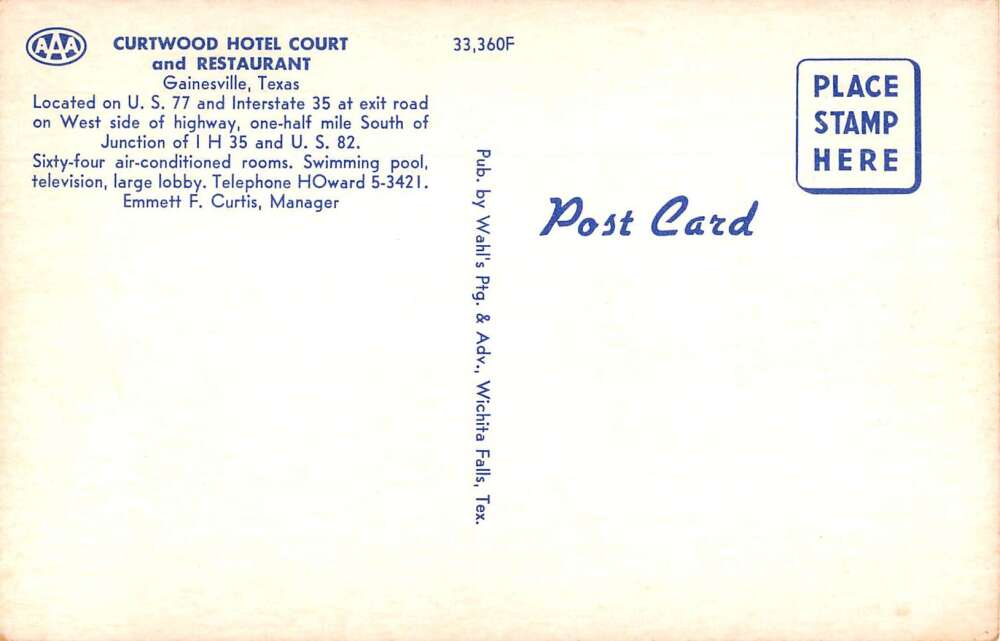 AAA
CURTWOOD HOTEL COURT
and RESTAURANT
Gainesville, Texas
Located on U. S. 77 and Interstate 35 at exit road
on West side of highway, one-half mile South of
Junction of I H 35 and U. S. 82.
Sixty-four air-conditioned rooms. Swimming pool,
television, large lobby. Telephone HOward 5-3421.
Emmett F. Curtis, Manager
33,360F
Pub. by Wahl's Ptg. & Adv., Wichita Falls, Tex.
Post Card
PLACE
STAMP
HERE